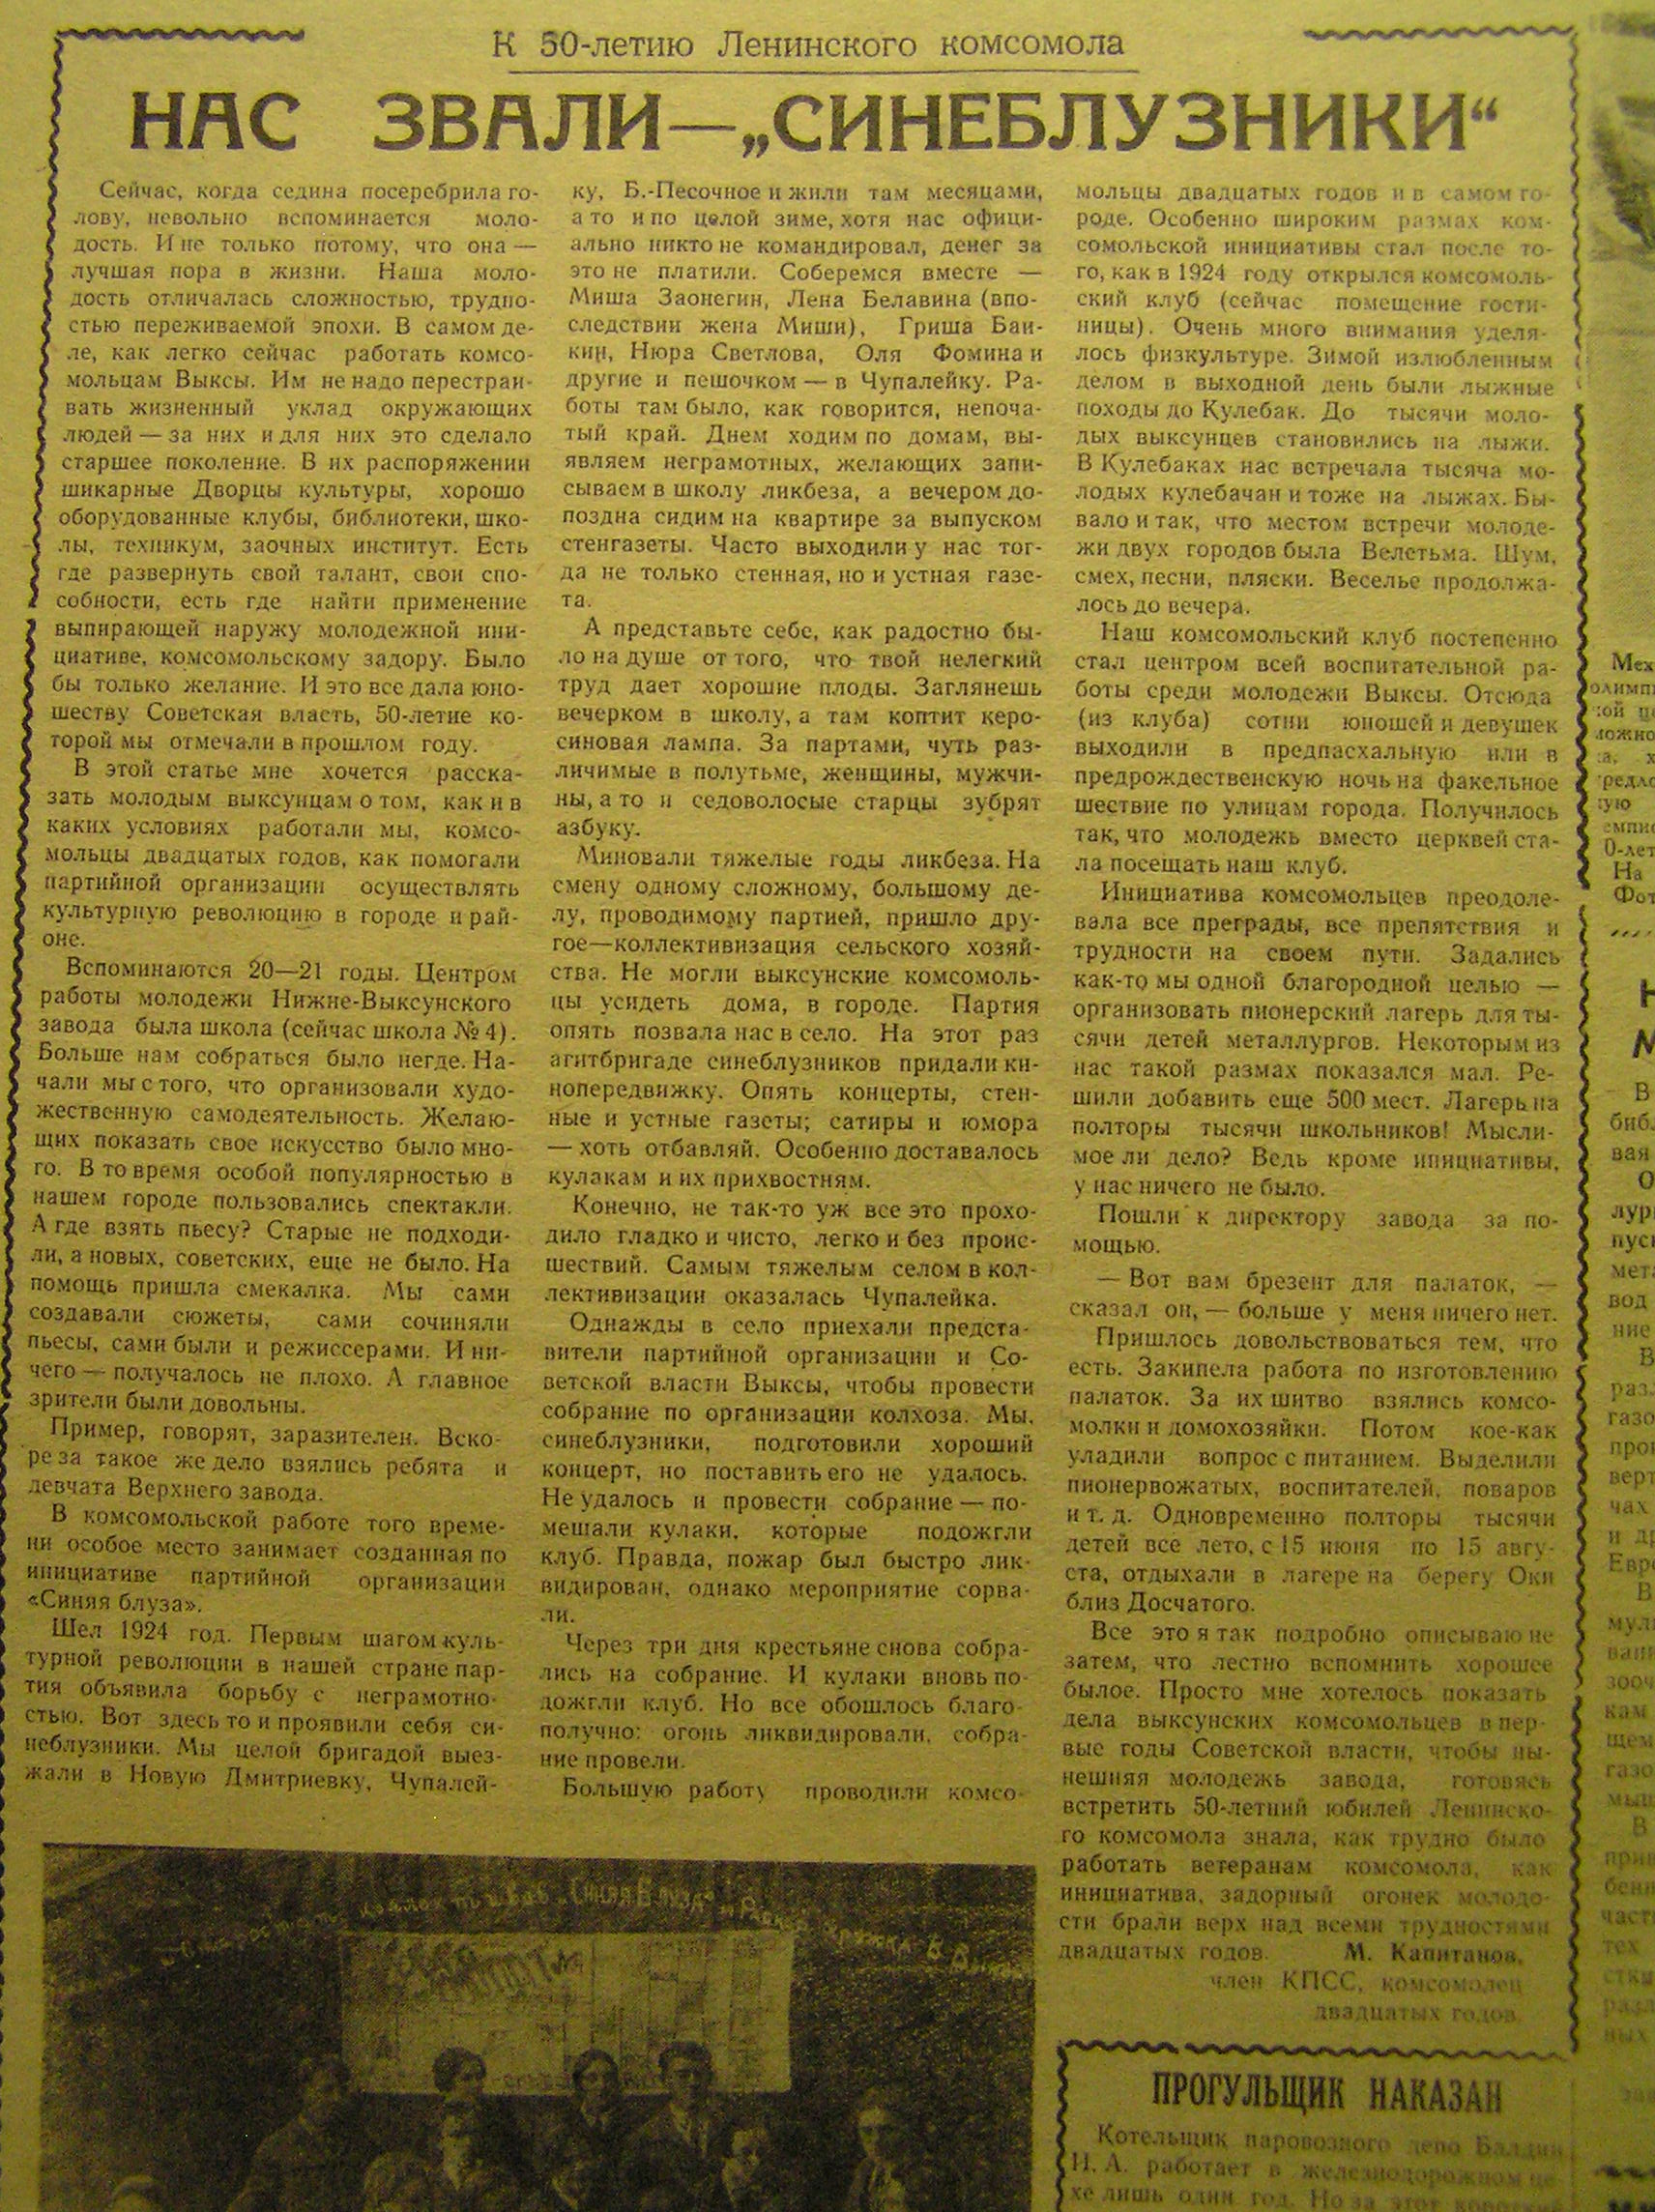 К 50-летию Ленинского комсомола
НАС ЗВАЛИ—„СИНЕБЛУЗНИКИ“
Сейчас, когда седина посеребрила го-
лову, невольно вспоминается моло-
дость. И не только потому, что она —
лучшая пора в жизни. Наша моло-
дость отличалась сложностью, трудно-
стью переживаемой эпохи. В самом де-
ле, как легко сейчас работать комсо-
мольцам Выксы. Им не надо перестраи-
вать жизненный уклад окружающих
людей — за них и для них это сделало
старшее поколение. В их распоряжении
шикарные Дворцы культуры, хорошо
оборудованные клубы, библиотеки, шко-
лы, техникум, заочных институт. Есть
где развернуть свой талант, свои спо-
собности, есть где найти применение
выпирающей наружу молодежной ини-
циативе, комсомольскому задору. Было
бы только желание. И это все дала юно-
шеству Советская власть, 50-летие ко-
торой мы отмечали в прошлом году.
В этой статье мне хочется расска-
зать молодым выксунцам о том, как и в
каких условиях работали мы, комсо-
мольцы двадцатых годов, как помогали
партийной организации осуществлять
культурную революцию в городе и рай-
оне.
Вспоминаются 20—21 годы. Центром
работы молодежи Нижне-Выксунского
завода была школа (сейчас школа № 4).
Больше нам собраться было негде. На-
чали мы с того, что организовали худо-
жественную самодеятельность. Желаю-
щих показать свое искусство было мно-
го. В то время особой популярностью в
нашем городе пользовались спектакли.
А где взять пьесу? Старые не подходи-
ли, а новых, советских, еще не было. На
помощь пришла смекалка. Мы сами
создавали сюжеты, сами сочиняли
пьесы, сами были и режиссерами. И ни-
чего — получалось не плохо. А главное
зрители были довольны.
Пример, говорят, заразителен. Вско-
ре за такое же дело взялись ребята и
девчата Верхнего завода.
В комсомольской работе того време-
ни особое место занимает созданная по
инициативе партийной организации
«Синяя блуза».
Шел 1924 год. Первым шагом куль-
турной революции в нашей стране пар-
тия объявила борьбу с неграмотно-
стью. Вот здесь то и проявили себя си-
неблузники. Мы целой бригадой выез-
жали в Новую Дмитриевку, Чупалей-
ку, Б.-Песочное и жили там месяцами,
а то и по целой зиме, хотя нас офици-
ально никто не командировал, денег за
это не платили. Соберемся вместе —
Миша Заонегин, Лена Белавина (впо-
следствии жена Миши), Гриша Баи-
кин, Нюра Светлова, Оля Фомина и
другие и пешочком — в Чупалейку. Ра-
боты там было, как говорится, непоча-
тый край. Днем ходим по домам, вы-
являем неграмотных, желающих запи-
сываем в школу ликбеза, а вечером до-
поздна сидим на квартире за выпуском
стенгазеты. Часто выходили у нас тог-
да не только стенная, но и устная газе-
та.
А представьте себе, как радостно бы-
ло на душе от того, что твой нелегкий
труд дает хорошие плоды. Заглянешь
вечерком в школу, а там коптит керо-
синовая лампа. За партами, чуть раз-
личимые в полутьме, женщины, мужчи-
ны, а то и седоволосые старцы зубрят
азбуку.
Миновали тяжелые годы ликбеза. На
смену одному сложному, большому де-
лу, проводимому партией, пришло дру-
гое—коллективизация сельского хозяй-
ства. Не могли выксунские комсомоль-
цы усидеть дома, в городе. Партия
опять позвала нас в село. На этот раз
агитбригаде синеблузников придали ки-
нопередвижку. Опять концерты, стен-
ные и устные газеты; сатиры и юмора
— хоть отбавляй. Особенно доставалось
кулакам и их прихвостням.
Конечно, не так-то уж все это прохо-
дило гладко и чисто, легко и без проис-
шествий. Самым тяжелым селом в кол-
лективизации оказалась Чупалейка.
Однажды в село приехали предста-
вители партийной организации и Со-
ветской власти Выксы, чтобы провести
собрание по организации колхоза. Мы,
синеблузники, подготовили хороший
концерт, но поставить его не удалось.
Не удалось и провести собрание — по-
мешали кулаки, которые подожгли
клуб. Правда, пожар был быстро лик-
видирован, однако мероприятие сорва-
ли.
Через три дня крестьяне снова собра-
лись на собрание. И кулаки вновь по-
дожгли клуб. Но все обошлось благо-
получно: огонь ликвидировали, собра-
ние провели.
Большую работу проводили комсо-
мольцы двадцатых годов и в самом го-
роде. Особенно широким размах ком-
сомольской инициативы стал после то-
го, как в 1924 году открылся комсомоль-
ский клуб (сейчас помещение гости-
ницы). Очень много внимания уделя-
лось физкультуре. Зимой излюбленным
делом в выходной день были лыжные
походы до Кулебак. До тысячи моло-
дых выксунцев становились на лыжи.
В Кулебаках нас встречала тысяча мо-
лодых кулебачан и тоже на лыжах. Бы-
вало и так, что местом встречи молоде-
жи двух городов была Велетьма. Шум,
смех, песни, пляски. Веселье продолжа-
лось до вечера.
Наш комсомольский клуб постепенно
стал центром всей воспитательной ра-
боты среди молодежи Выксы. Отсюда
(из клуба) сотни юношей и девушек
выходили в предпасхальную или в
предрождественскую ночь на факельное
шествие по улицам города. Получилось
так, что молодежь вместо церквей ста-
ла посещать наш клуб.
Инициатива комсомольцев преодоле-
вала все преграды, все препятствия и
трудности на своем пути. Задались
как-то мы одной благородной целью —
организовать пионерский лагерь для ты-
сячи детей металлургов. Некоторым из
нас такой размах показался мал. Ре-
шили добавить еще 500 мест. Лагерь на
полторы тысячи школьников! Мысли-
мое ли дело? Ведь кроме инициативы,
у нас ничего не было.
Пошли к директору завода за по-
мощью.
— Вот вам брезент для палаток, —
сказал он, — больше у меня ничего нет.
Пришлось довольствоваться тем, что
есть. Закипела работа по изготовлению
палаток. За их шитво взялись комсо-
молки и домохозяйки. Потом кое-как
уладили вопрос с питанием. Выделили
пионервожатых, воспитателей, поваров
и т. д. Одновременно полторы тысячи
детей все лето, с 15 июня по 15 авгу-
ста, отдыхали в лагере на берегу Оки
близ Досчатого.
Все это я так подробно описываю не
затем, что лестно вспомнить хорошее
былое. Просто мне хотелось показать
дела выксунских комсомольцев в пер-
вые годы Советской власти, чтобы ны-
нешняя молодежь завода, готовясь
встретить 50-летний юбилей Ленинско-
го комсомола знала, как трудно было
работать ветеранам комсомола, как
инициатива, задорный огонек молодо-
сти брали верх над всеми трудностями
двадцатых годов. М. Капитанов,
член КПСС, комсомолец
двадцатых годов.
„Синяя Блуза“
ПРОГУЛЬЩИК НАКАЗАН
Котельщик паровозного депо Балдин
Н. А. работает в железнодорожном це-
хе лишь один год. Но за этот